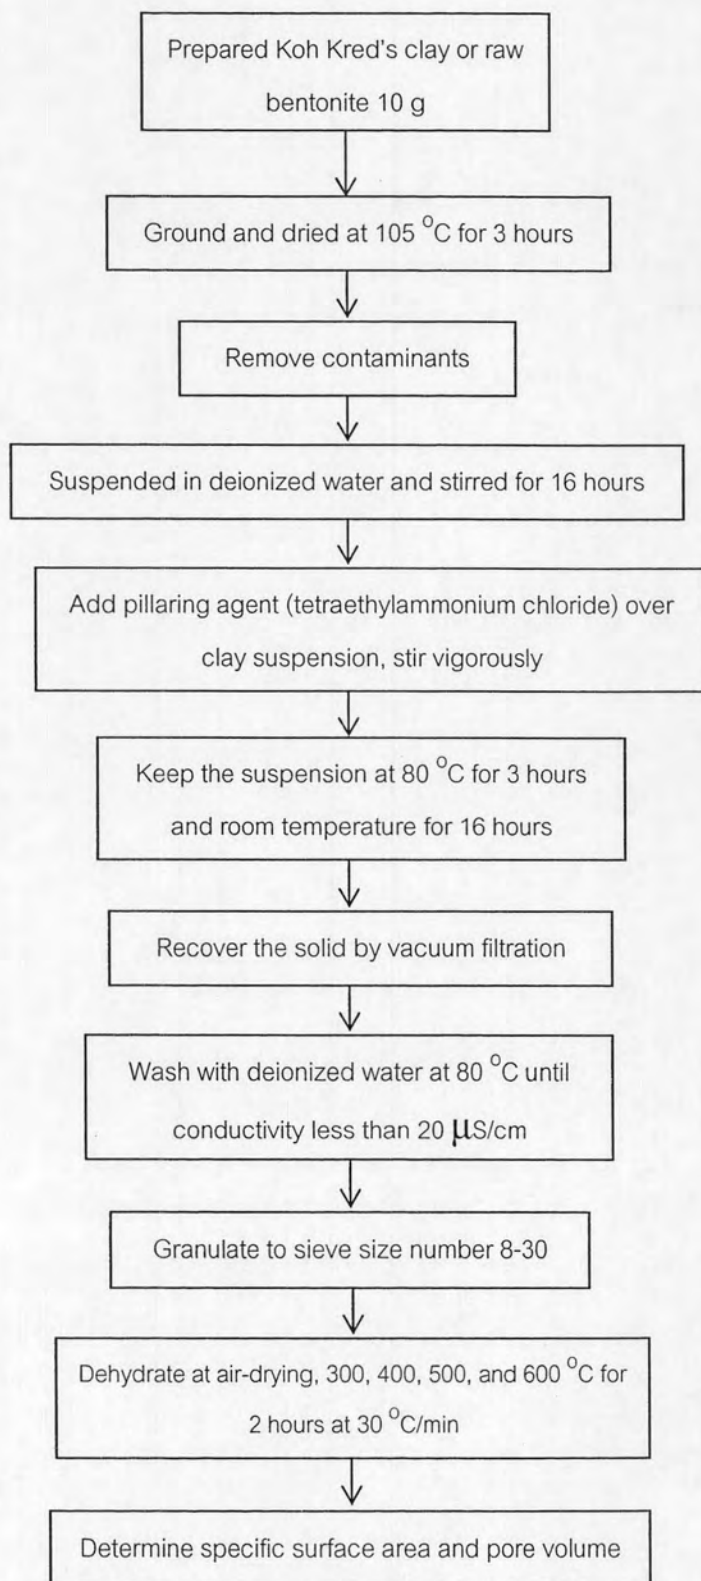 Prepared Koh Kred's clay or raw
bentonite 10 g
Ground and dried at 105 °C for 3 hours
Remove contaminants
Suspended in deionized water and stirred for 16 hours
Add pillaring agent (tetraethylammonium chloride) over
clay suspension, stir vigorously
Keep the suspension at 80 °C for 3 hours
and room temperature for 16 hours
Recover the solid by vacuum filtration
Wash with deionized water at 80 °C until
conductivity less than 20 µS/cm
Granulate to sieve size number 8-30
Dehydrate at air-drying, 300, 400, 500, and 600 °C for
2 hours at 30 °C/min
Determine specific surface area and pore volume